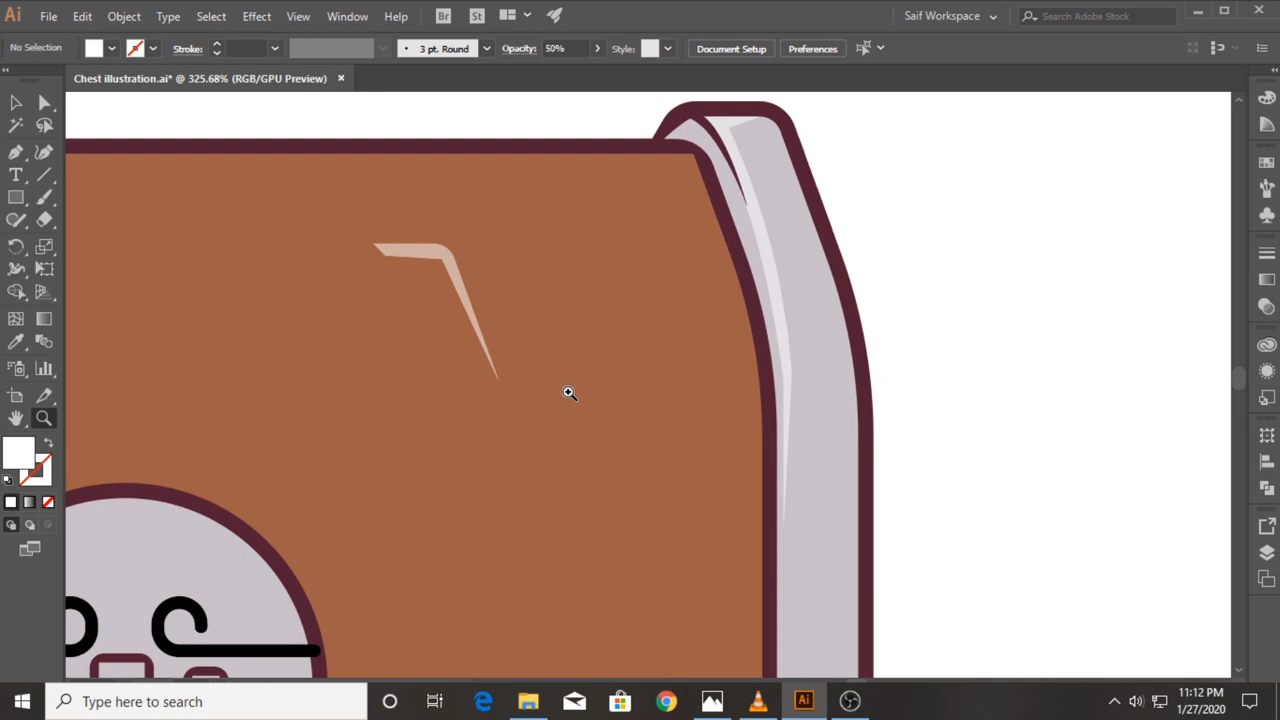 Ai File Edit Object Type Select Effect View Window Help Br St Saif Workspace Search Adobe Stock
No Selection Stroke: 3 pt. Round Opacity: 50% Style: Document Setup Preferences
Chest illustration.ai* @ 325.68% (RGB/GPU Preview)
Type here to search Ai 11:12 PM
1/27/2020